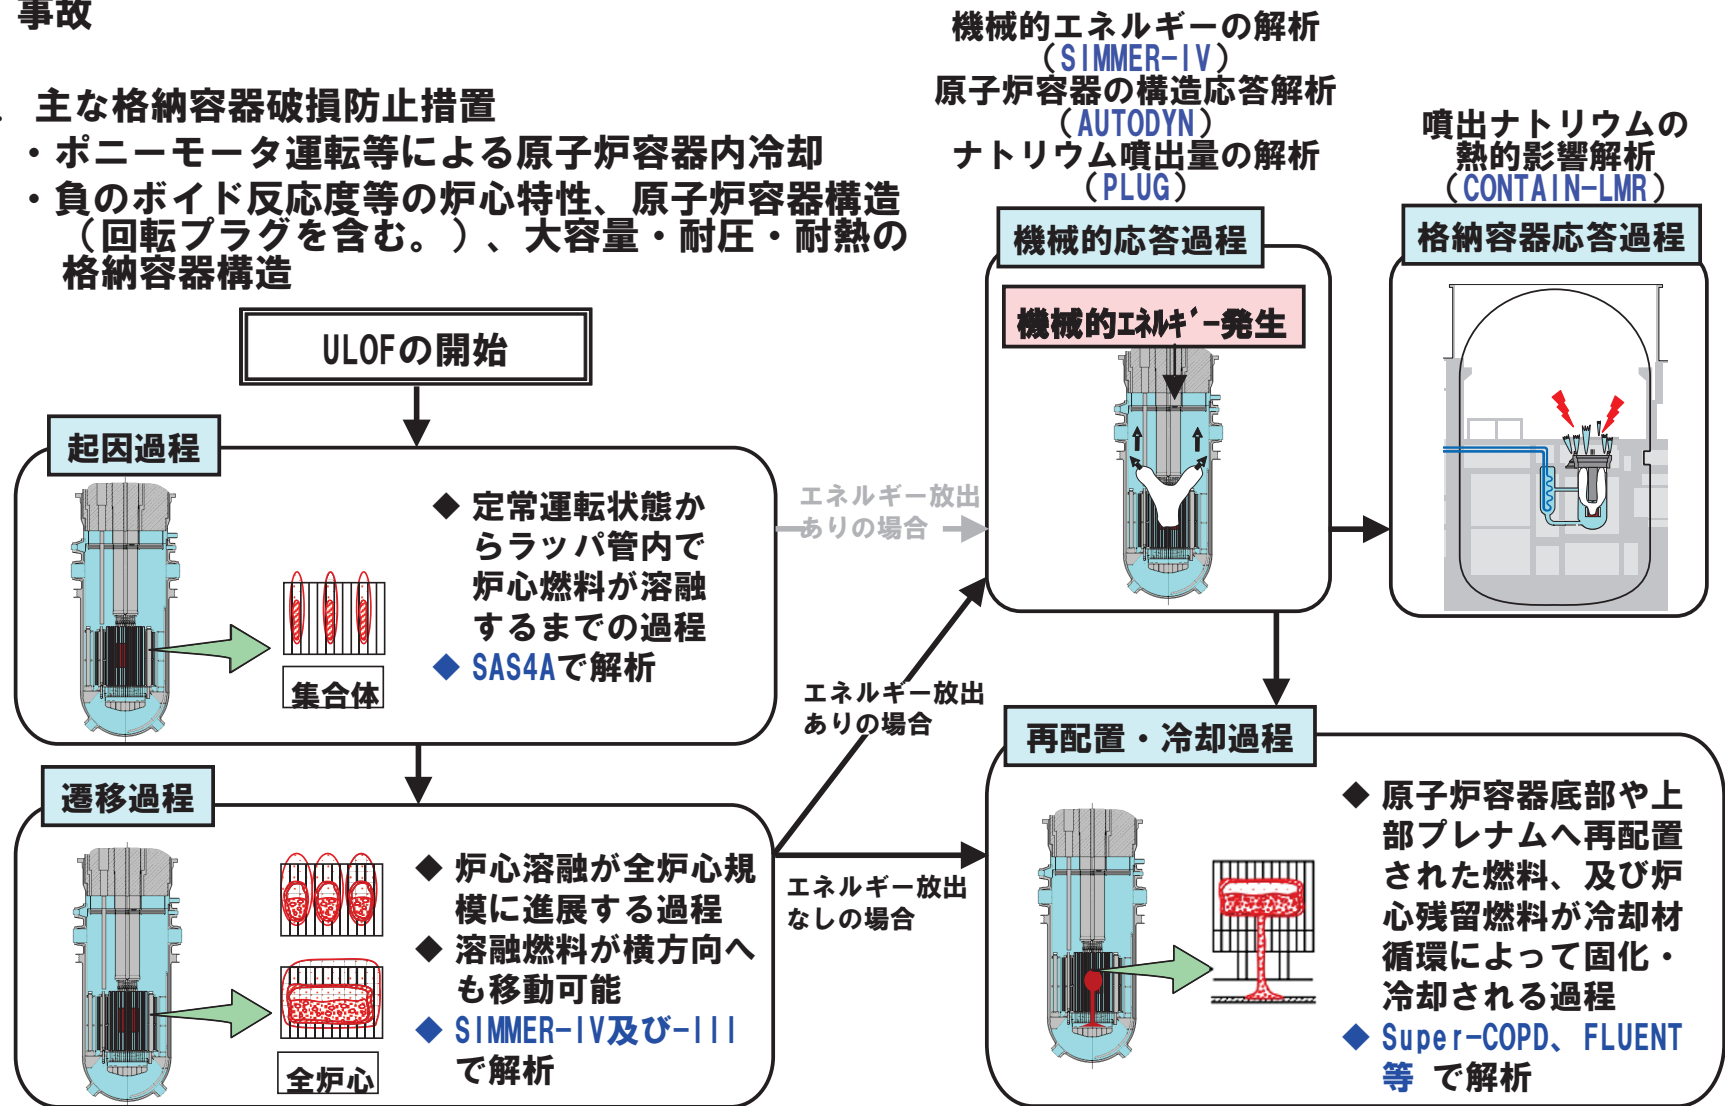 事故
主な格納容器破損防止措置
・ポニーモータ運転等による原子炉容器内冷却
・負のボイド反応度等の炉心特性、原子炉容器構造
（回転プラグを含む。）、大容量・耐圧・耐熱の
格納容器構造
機械的エネルギーの解析
（SIMMER-IV）
原子炉容器の構造応答解析
（AUTODYN）
ナトリウム噴出量の解析
（PLUG）
噴出ナトリウムの
熱的影響解析
（CONTAIN-LMR）
ULOFの開始
起因過程
◆ 定常運転状態か
らラッパ管内で
炉心燃料が溶融
するまでの過程
◆ SAS4Aで解析
集合体
エネルギー放出
ありの場合
機械的応答過程
機械的ｴﾈﾙｷﾞｰ発生
格納容器応答過程
遷移過程
◆ 炉心溶融が全炉心規
模に進展する過程
◆ 溶融燃料が横方向へ
も移動可能
◆ SIMMER-IV及び-III
で解析
全炉心
エネルギー放出
ありの場合
エネルギー放出
なしの場合
再配置・冷却過程
◆ 原子炉容器底部や上
部プレナムへ再配置
された燃料、及び炉
心残留燃料が冷却材
循環によって固化・
冷却される過程
◆ Super-COPD、FLUENT
等 で解析